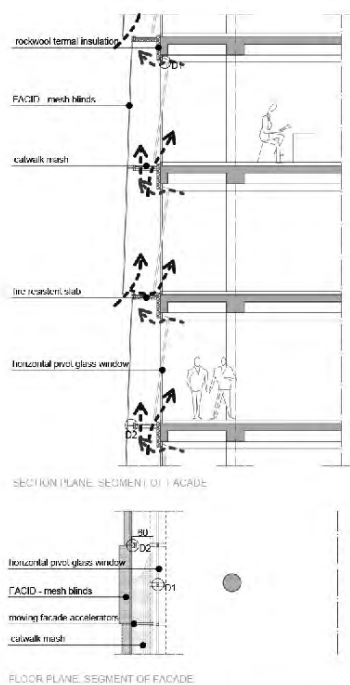 rockwool termal insulation
D1
FACID - mesh blinds
catwalk mash
fire resistent slab
horizontal pivot glass window
D2
SECTION PLANE, SEGMENT OF FACADE
60
D2
horizontal pivot glass window
D1
FACID - mesh blinds
moving facade accelerators
catwalk mash
FLOOR PLANE, SEGMENT OF FACADE